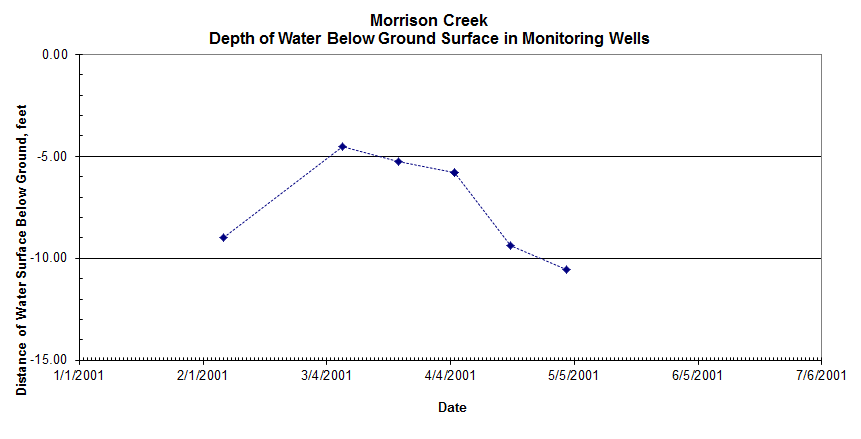 Morrison Creek
Depth of Water Below Ground Surface in Monitoring Wells
Distance of Water Surface Below Ground, feet
0.00
-5.00
-10.00
-15.00
1/1/2001 2/1/2001 3/4/2001 4/4/2001 5/5/2001 6/5/2001 7/6/2001
Date